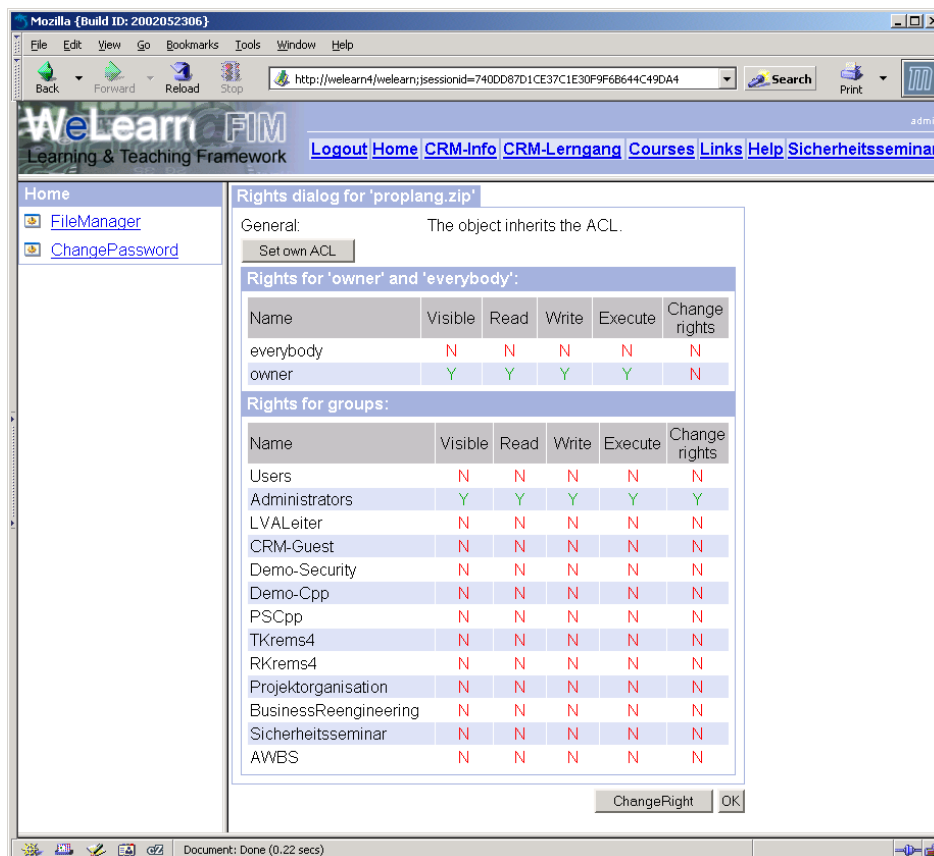 Mozilla {Build ID: 2002052306}
File Edit View Go Bookmarks Tools Window Help
Back Forward Reload Stop http://welearn4/welearn;jsessionid=740DD87D1CE37C1E30F9F6B644C49DA4 Search Print
WeLearn FIM
Learning & Teaching Framework
admi
Logout Home CRM-Info CRM-Lerngang Courses Links Help Sicherheitsseminar
Home
FileManager
ChangePassword
Rights dialog for 'proplang.zip'
General: The object inherits the ACL.
Set own ACL
Rights for 'owner' and 'everybody':
Name Visible Read Write Execute Change rights
everybody N N N N N
owner Y Y Y Y N
Rights for groups:
Name Visible Read Write Execute Change rights
Users N N N N N
Administrators Y Y Y Y Y
LVALeiter N N N N N
CRM-Guest N N N N N
Demo-Security N N N N N
Demo-Cpp N N N N N
PSCpp N N N N N
TKrems4 N N N N N
RKrems4 N N N N N
Projektorganisation N N N N N
BusinessReengineering N N N N N
Sicherheitsseminar N N N N N
AWBS N N N N N
ChangeRight OK
Document: Done (0.22 secs)